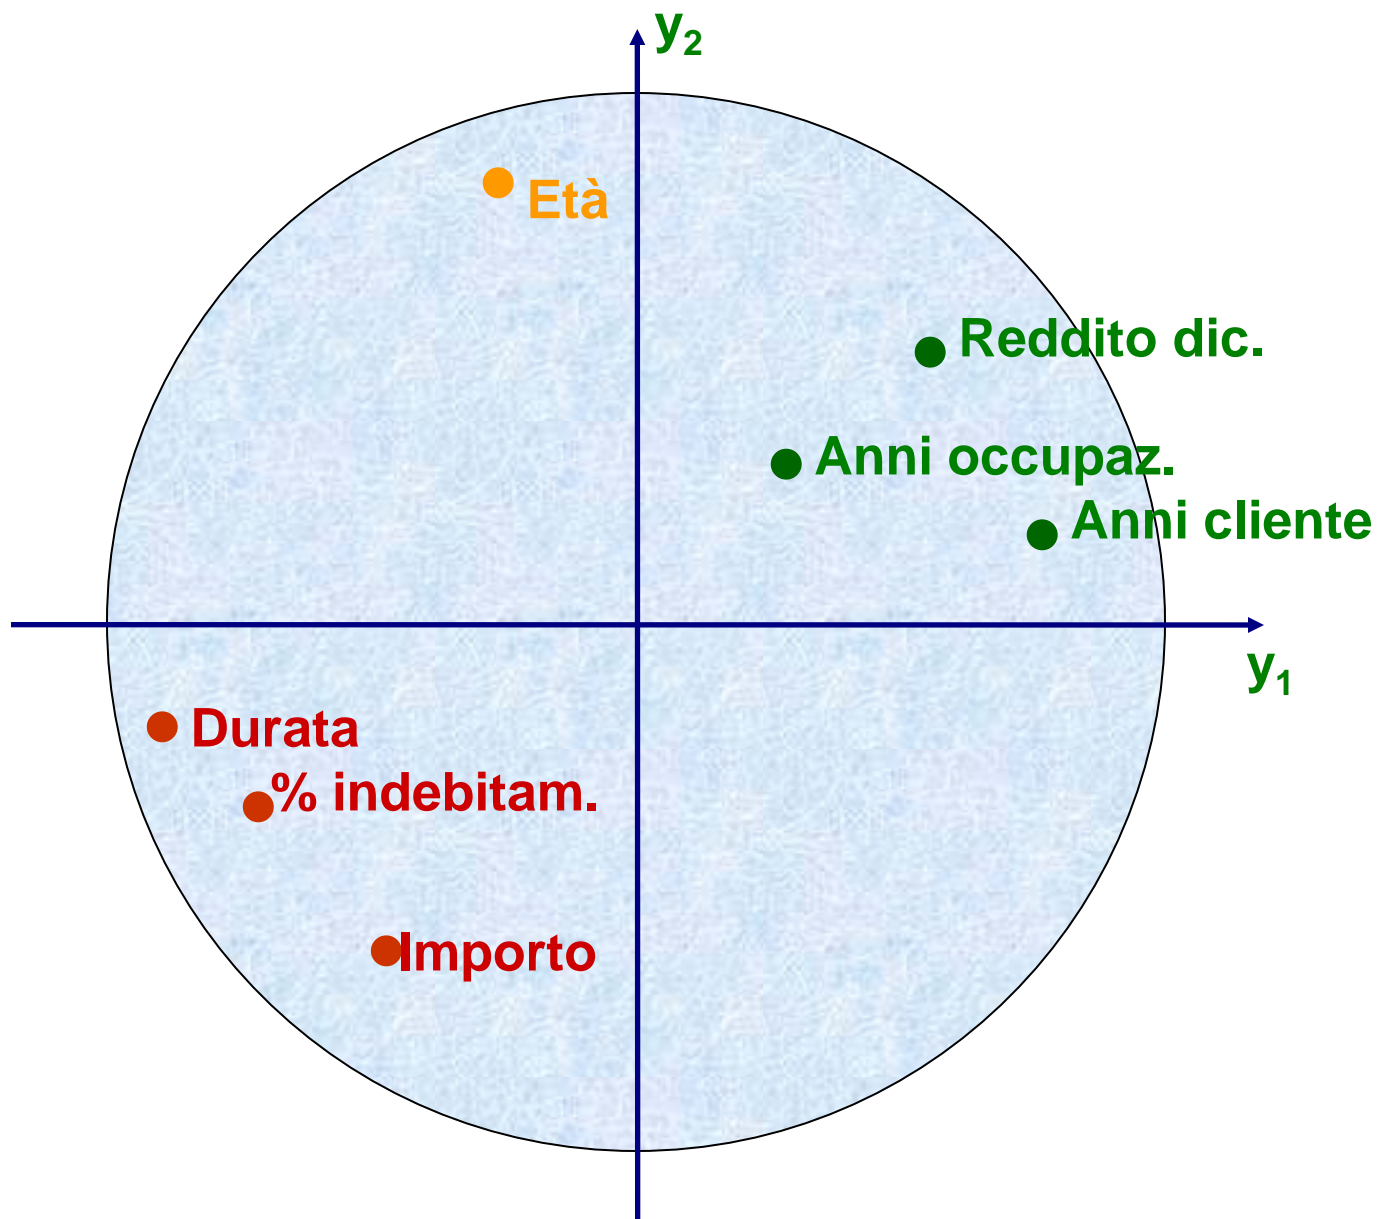 y₂
Età
Reddito dic.
Anni occupaz.
Anni cliente
y₁
Durata
% indebitam.
Importo